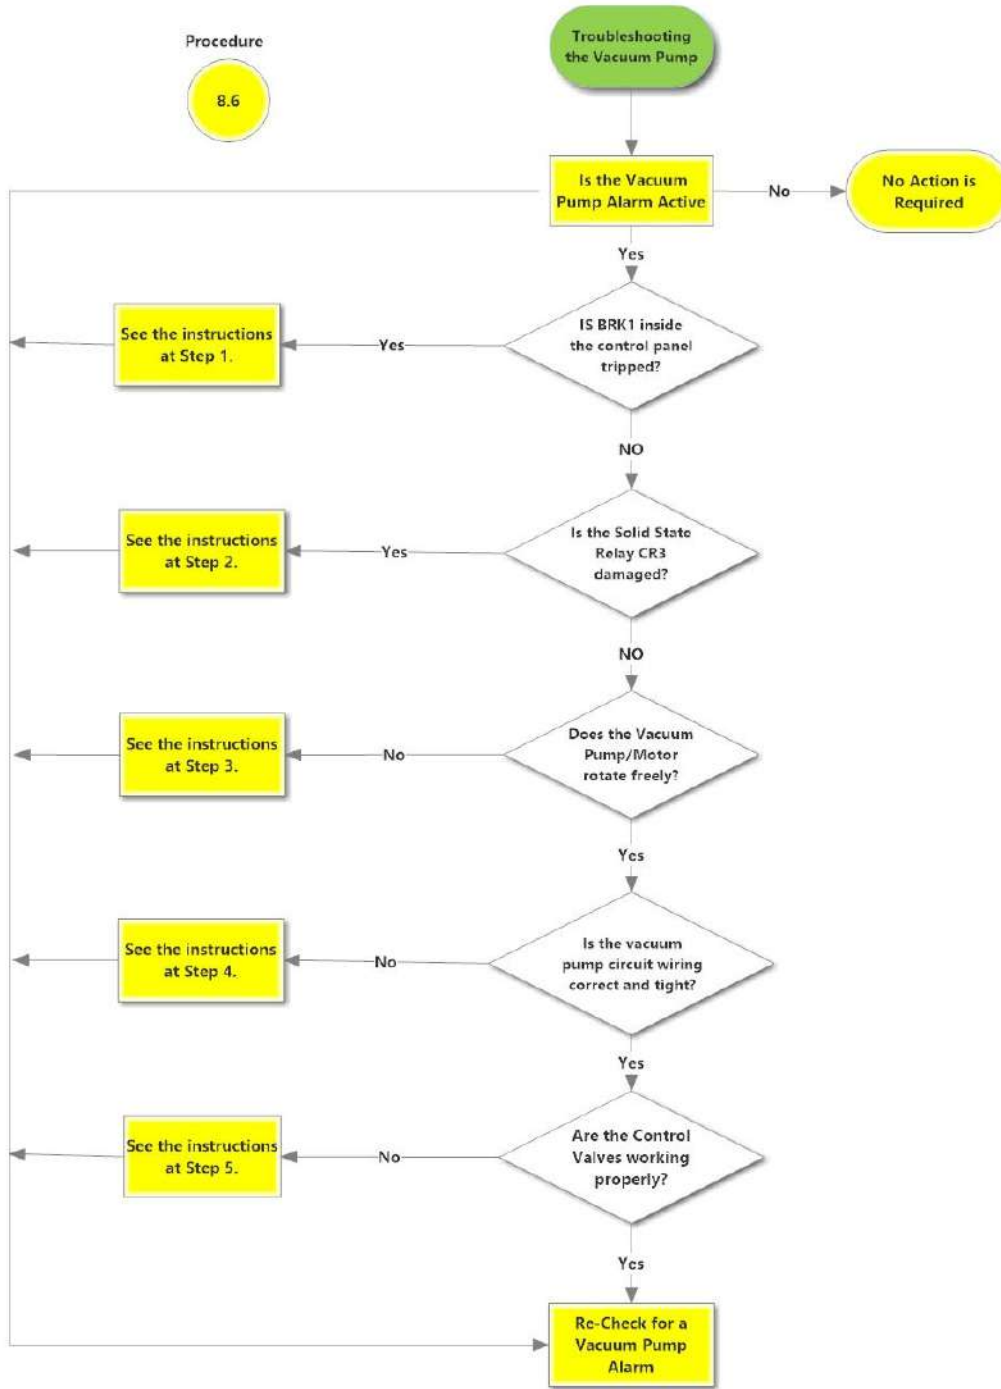 Procedure
8.6
Troubleshooting
the Vacuum Pump
Is the Vacuum
Pump Alarm Active
No
No Action is
Required
Yes
IS BRK1 inside
the control panel
tripped?
Yes
See the instructions
at Step 1.
NO
Is the Solid State
Relay CR3
damaged?
Yes
See the instructions
at Step 2.
NO
Does the Vacuum
Pump/Motor
rotate freely?
No
See the instructions
at Step 3.
Yes
Is the vacuum
pump circuit wiring
correct and tight?
No
See the instructions
at Step 4.
Yes
Are the Control
Valves working
properly?
No
See the instructions
at Step 5.
Yes
Re-Check for a
Vacuum Pump
Alarm